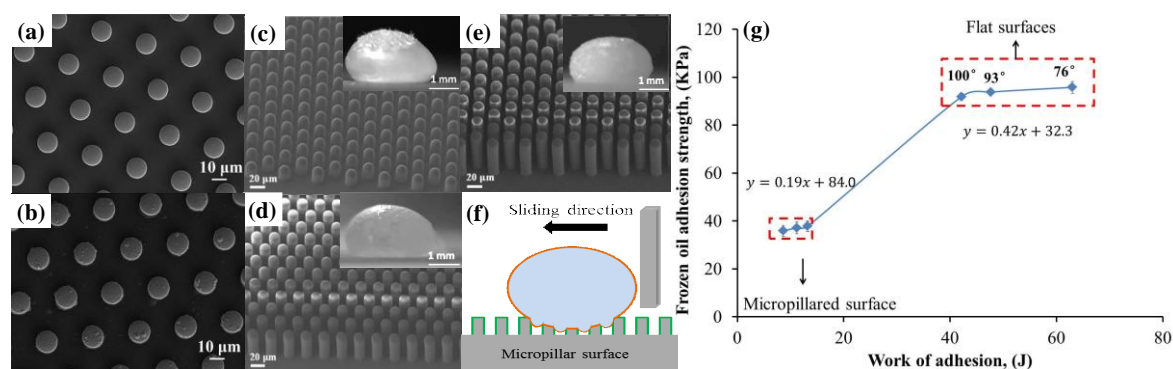 (a)
10 μm
(b)
10 μm
(c)
1 mm
20 μm
(d)
1 mm
20 μm
(e)
1 mm
20 μm
(f)
Sliding direction
Micropillar surface
(g)
Flat surfaces
100° 93° 76°
y = 0.42x + 32.3
y = 0.19x + 84.0
Micropillared surface
Frozen oil adhesion strength, (KPa)
120
100
80
60
40
20
0
0 20 40 60 80
Work of adhesion, (J)